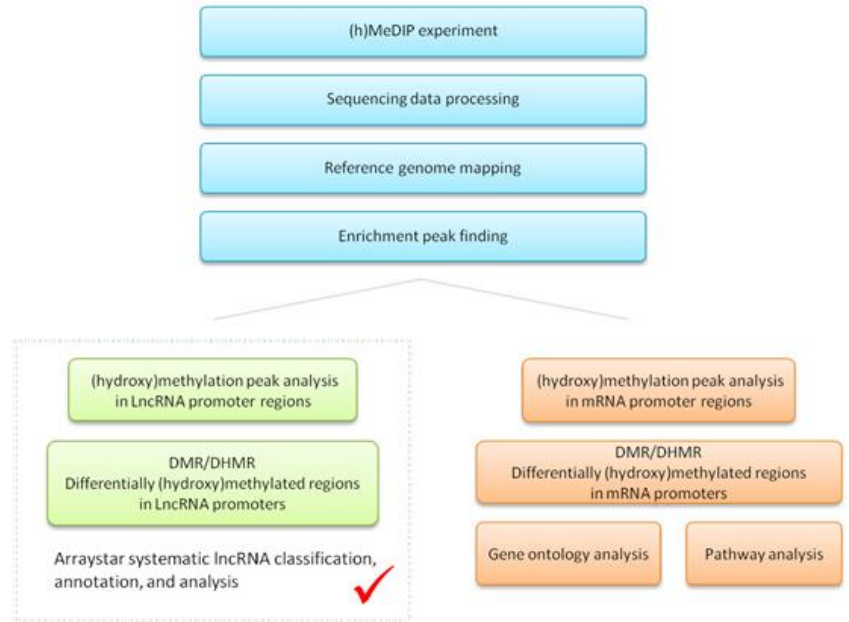 (h)MeDIP experiment
Sequencing data processing
Reference genome mapping
Enrichment peak finding
(hydroxy)methylation peak analysis
in LncRNA promoter regions
DMR/DHMR
Differentially (hydroxy)methylated regions
in LncRNA promoters
Arraystar systematic lncRNA classification,
annotation, and analysis
(hydroxy)methylation peak analysis
in mRNA promoter regions
DMR/DHMR
Differentially (hydroxy)methylated regions
in mRNA promoters
Gene ontology analysis
Pathway analysis